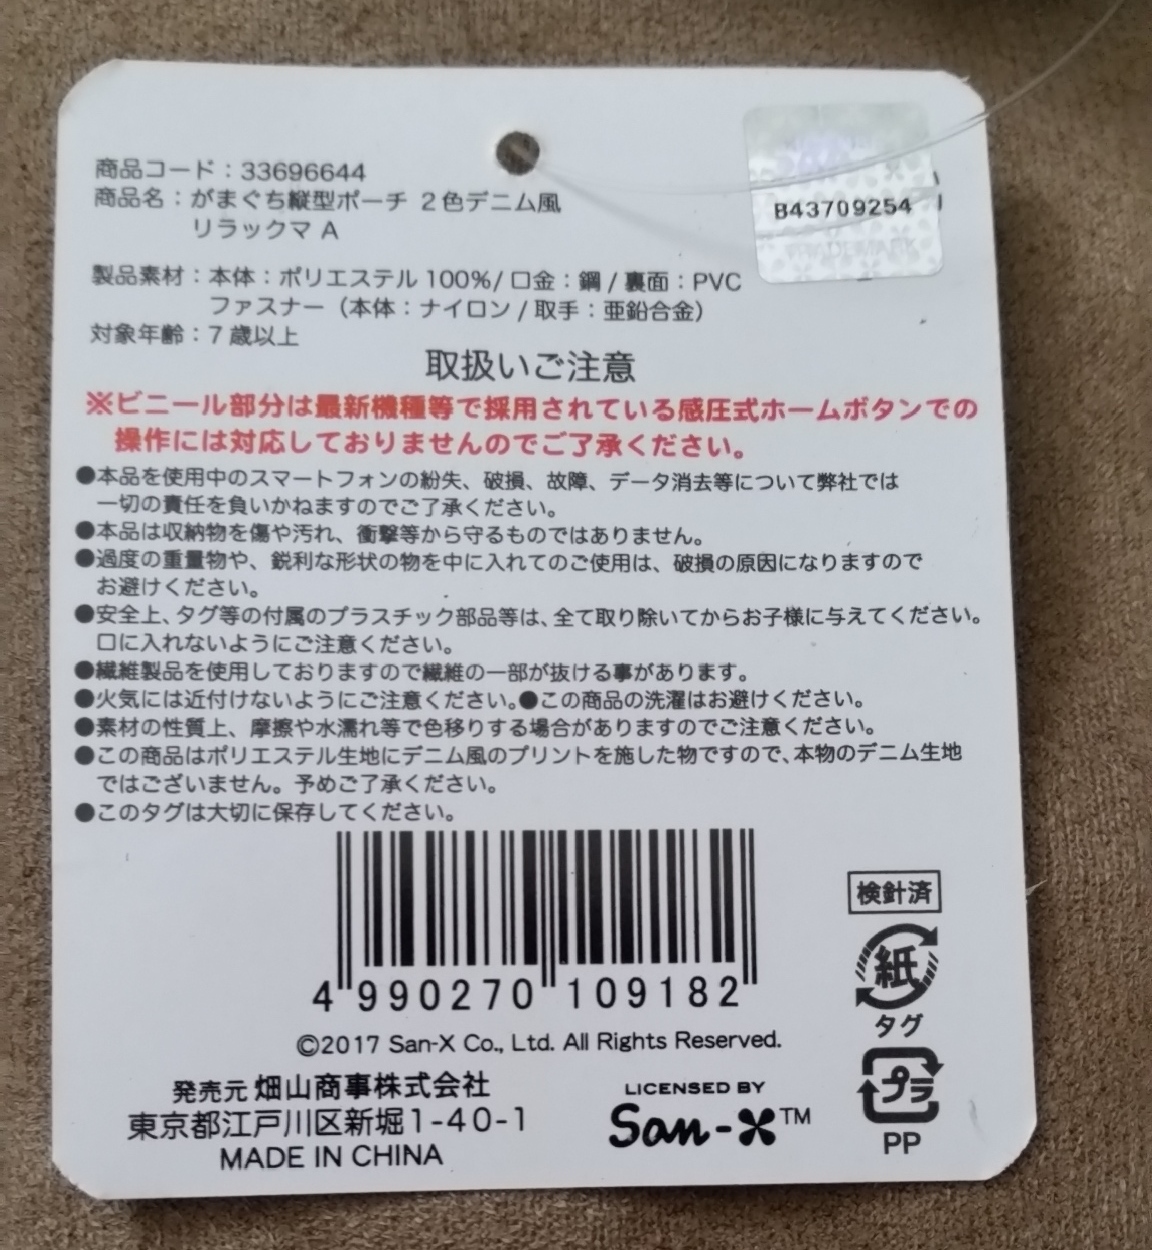 商品コード：33696644
商品名：がまぐち縦型ポーチ 2色デニム風
リラックマ A
B43709254
製品素材：本体：ポリエステル 100%/ 口金：鋼 / 裏面：PVC
ファスナー（本体：ナイロン / 取手：亜鉛合金）
対象年齢：7 歳以上
取扱いご注意
※ビニール部分は最新機種等で採用されている感圧式ホームボタンでの
操作には対応しておりませんのでご了承ください。
●本品を使用中のスマートフォンの紛失、破損、故障、データ消去等について弊社では
一切の責任を負いかねますのでご了承ください。
●本品は収納物を傷や汚れ、衝撃等から守るものではありません。
●過度の重量物や、鋭利な形状の物を中に入れてのご使用は、破損の原因になりますので
お避けください。
●安全上、タグ等の付属のプラスチック部品等は、全て取り除いてからお子様に与えてください。
口に入れないようにご注意ください。
●繊維製品を使用しておりますので繊維の一部が抜ける事があります。
●火気には近付けないようにご注意ください。●この商品の洗濯はお避けください。
●素材の性質上、摩擦や水濡れ等で色移りする場合がありますのでご注意ください。
●この商品はポリエステル生地にデニム風のプリントを施した物ですので、本物のデニム生地
ではございません。予めご了承ください。
●このタグは大切に保存してください。
4 990270 109182
検針済
紙
タグ
プラ
PP
©2017 San-X Co., Ltd. All Rights Reserved.
発売元 畑山商事株式会社
東京都江戸川区新堀1-40-1
MADE IN CHINA
LICENSED BY
San-X™